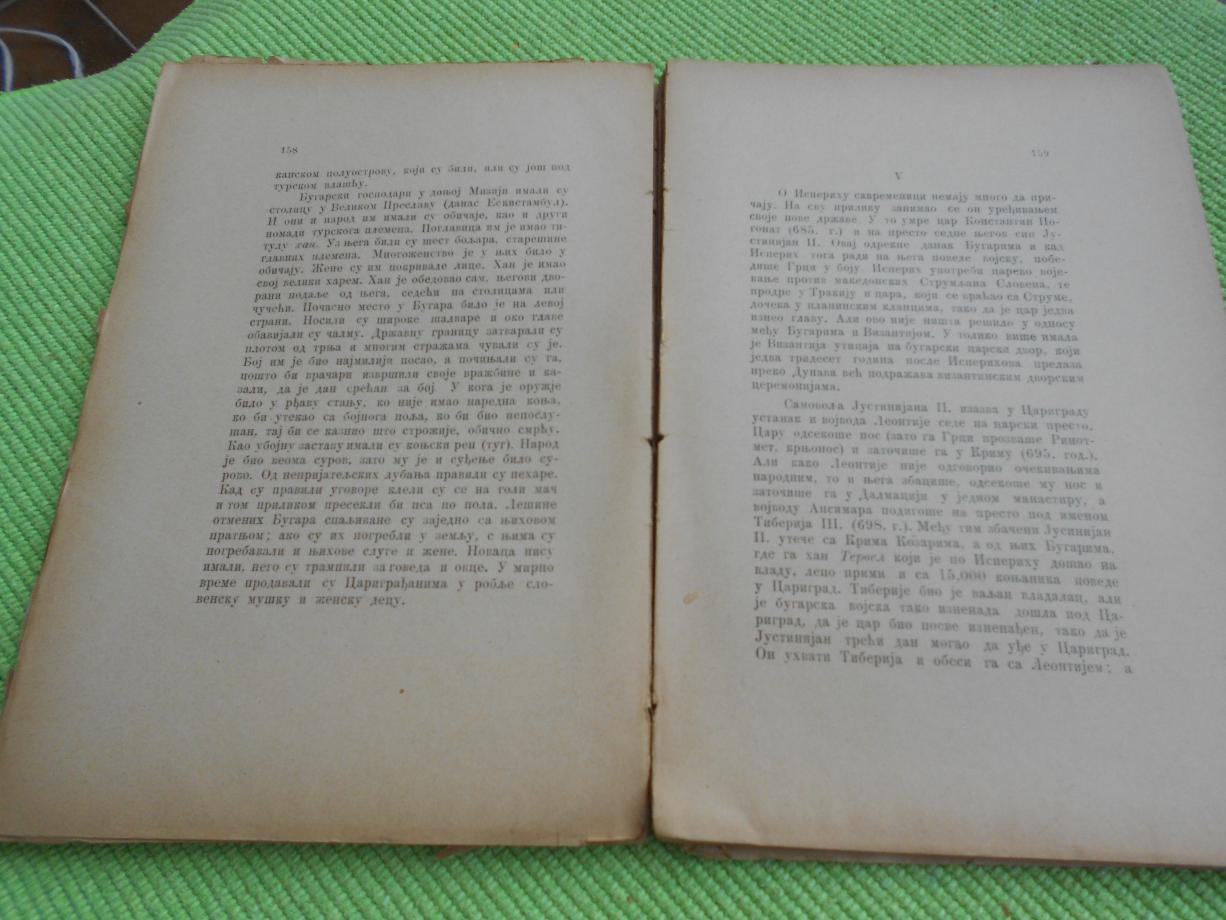 158
канском полуострову, који су били, или су још под
турском влашћу.
Бугарски господари у доњој Мизији имали су
столицу у Великом Преславу (данас Ескистамбул).
И они и народ им имали су обичаје, као и други
номади турскога племена. Поглавица им је имао ти-
тулу хан. Уз њега били су шест бољара, старешине
главних племена. Многоженство је у њих било у
обичају. Жене су им покривале лице. Хан је имао
свој велики харем. Хан је обедовао сам, његови дво-
рани подаље од њега, седећи на столицама или
чучећи. Почасно место у Бугара било је на левој
страни. Носили су широке шалваре и око главе
обавијали су чалму. Државну границу затварали су
плотом од трња и многим стражама чували су је.
Бој им је био најмилији посао, а почињали су га,
пошто би врачари извршили своје вражбине и ка-
зали, да је дан срећан за бој. У кога је оружје
било у рђаву стању, ко није имао наредна коња,
ко би утекао са бојнога поља, ко би био непослу-
шан, тај би се казнио што строжије, обично смрћу.
Као убојну заставу имали су коњски реп (туг). Народ
је био веома суров, зато му је и суђење било су-
рово. Од непријатељских лубања правили су пехаре.
Кад су правили уговоре клели су се на голи мач
и том приликом пресекли би пса по пола. Лешине
отмених Бугара спаљиване су заједно са њиховом
пратњом; ако су их погребли у земљу, с њима су
погребавали и њихове слуге и жене. Новаца нису
имали, него су трампили за говеда и овце. У мирно
време продавали су Цариграђанима у робље сло-
венску мушку и женску децу.
159
V
О Испериху савременици немају много да при-
чају. На сву прилику занимао се он уређивањем
своје нове државе. У то умре цар Константин По-
гонат (685. г.) и на престо седне његов син Ју-
стинијан II. Овај одрекне данак Бугарима и кад
Исперих тога ради на њега поведе војску, побе-
дише Грци у боју. Исперих употреби царево воје-
вање против македонских Струмљана Словена, те
продре у Тракију и цара, који се враћао са Струме,
дочека у планинским кланцима, тако да је цар једва
изнео главу. Али ово није ништа решило у односу
међу Бугарима и Византијом. У толико више имала
је Византија утицаја на бугарски царски двор, који
једва тридесет година после Исперихова прелаза
преко Дунава већ подражава византинским дворским
церемонијама.
Самовоља Јустинијана II. изазва у Цариграду
устанак и војвода Леонтије седе на царски престо.
Цару одсекоше нос (зато га Грци прозваше Ринот-
мет, крњонос) и заточише га у Криму (695. год.).
Али како Леонтије није одговорио очекивањима
народним, то и њега збацише, одсекоше му нос и
заточише га у Далмацији у једном манастиру, а
војводу Апсимара подигоше на престо под именом
Тиберија III. (698. г.). Међу тим збачени Јусинијан
II. утече са Крима Козарима, а од њих Бугарима,
где га хан Тервел који је по Испериху дошао на
владу, лепо прими и са 15,000 коњаника поведе
у Цариград. Тиберије био је ваљан владалац, али
је бугарска војска тако изненада дошла под Ца-
риград, да је цар био посве изненађен, тако да је
Јустинијан трећи дан могао да уђе у Цариград.
Он ухвати Тиберија и обеси га са Леонтијем; а